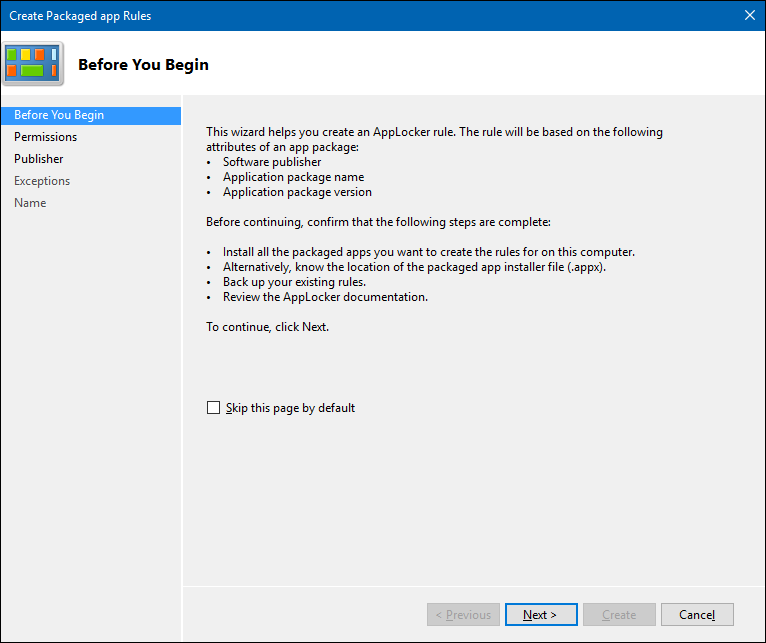 Create Packaged app Rules
Before You Begin
Before You Begin
Permissions
Publisher
Exceptions
Name
This wizard helps you create an AppLocker rule. The rule will be based on the following
attributes of an app package:
• Software publisher
• Application package name
• Application package version
Before continuing, confirm that the following steps are complete:
• Install all the packaged apps you want to create the rules for on this computer.
• Alternatively, know the location of the packaged app installer file (.appx).
• Back up your existing rules.
• Review the AppLocker documentation.
To continue, click Next.
Skip this page by default
< Previous
Next >
Create
Cancel